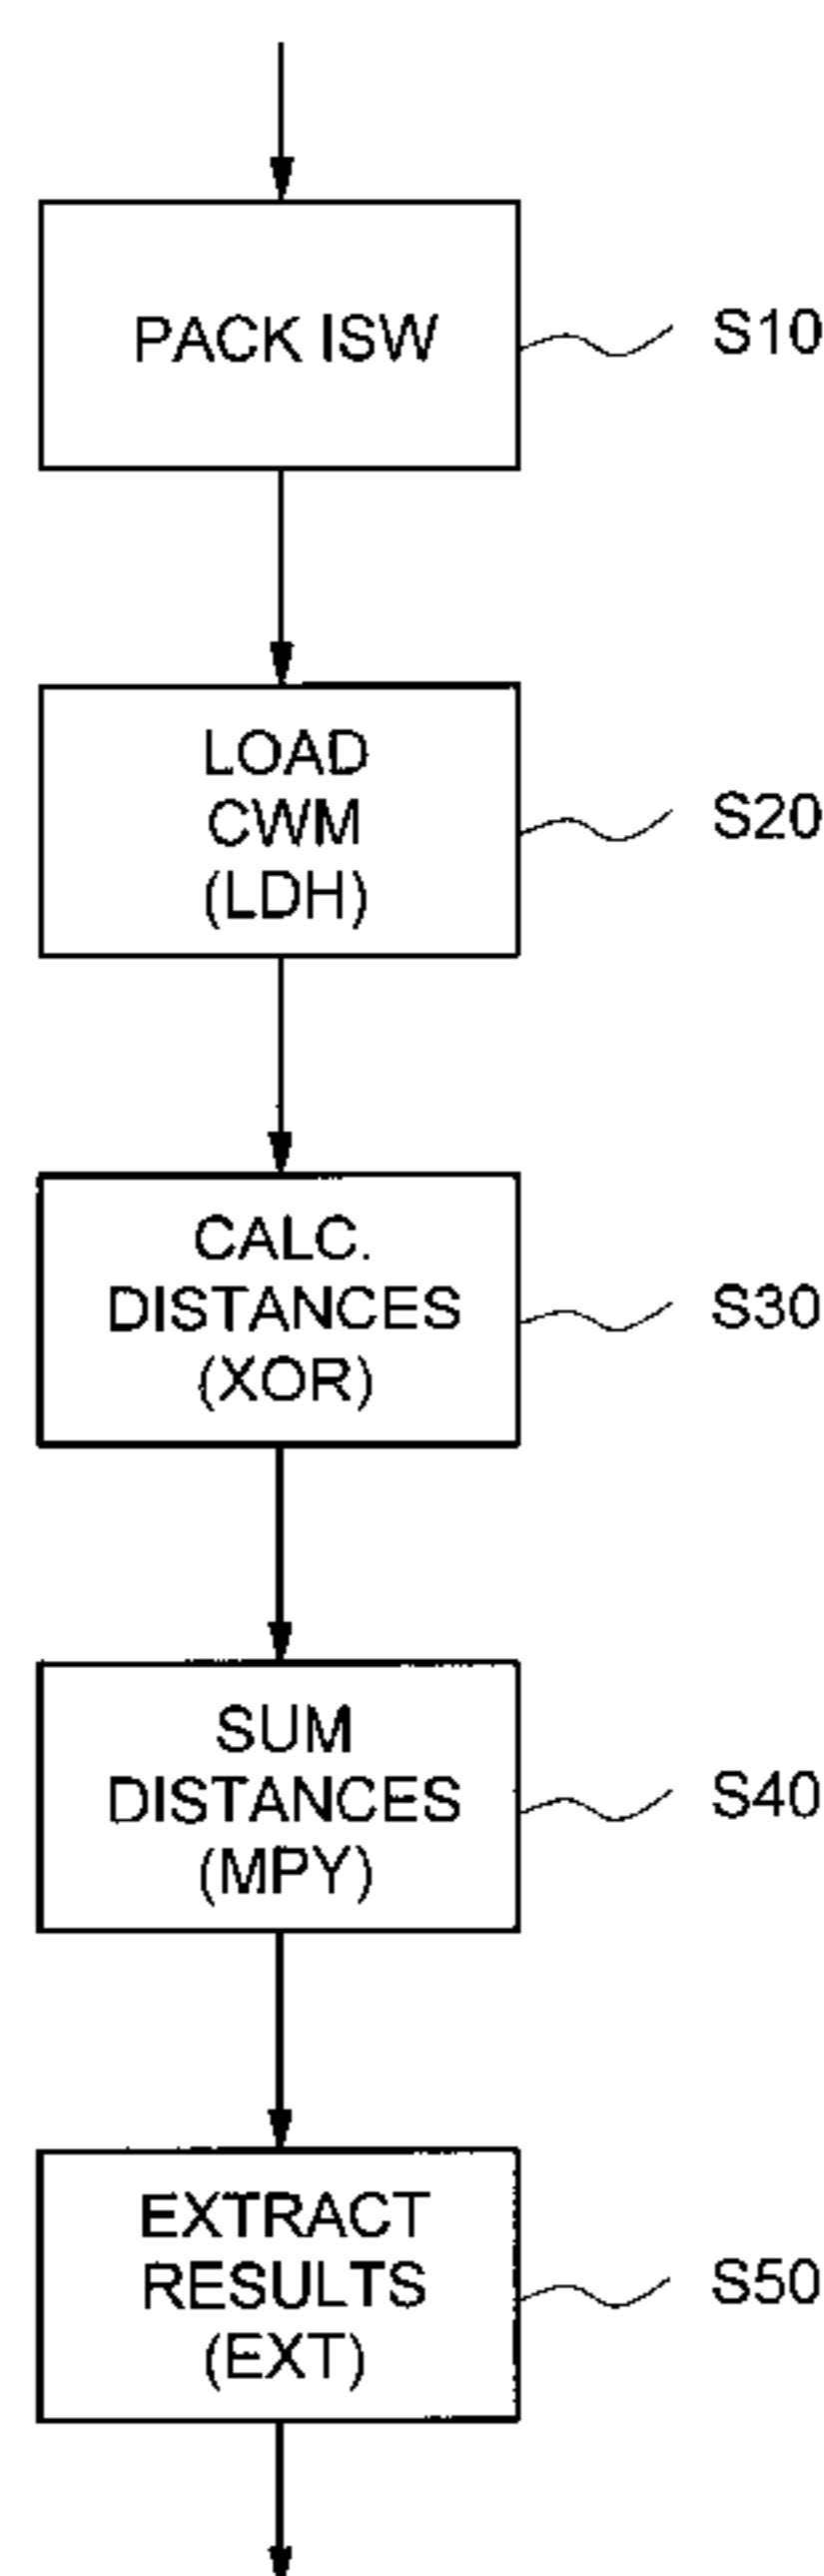 PACK ISW
S10
LOAD
CWM
(LDH)
S20
CALC.
DISTANCES
(XOR)
S30
SUM
DISTANCES
(MPY)
S40
EXTRACT
RESULTS
(EXT)
S50